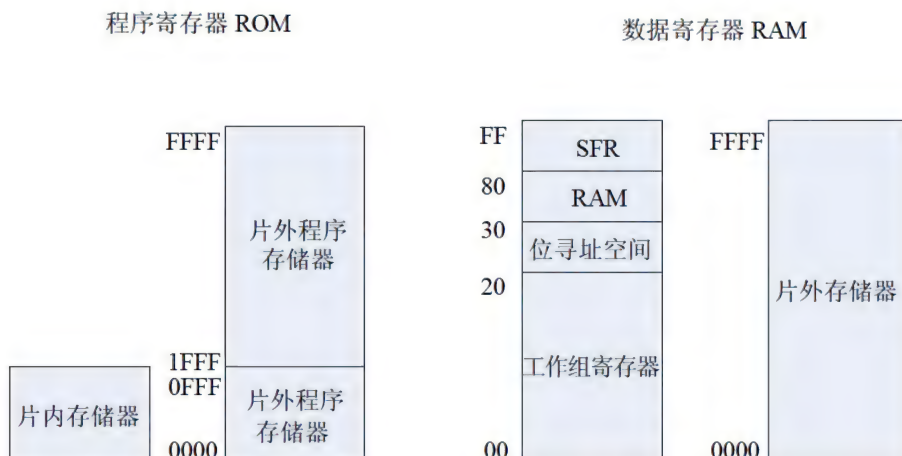 程序寄存器 ROM
数据寄存器 RAM
FFFF
片外程序
存储器
1FFF
0FFF
片内存储器
片外程序
存储器
0000
FF
SFR
80
RAM
30
位寻址空间
20
工作组寄存器
00
FFFF
片外存储器
0000